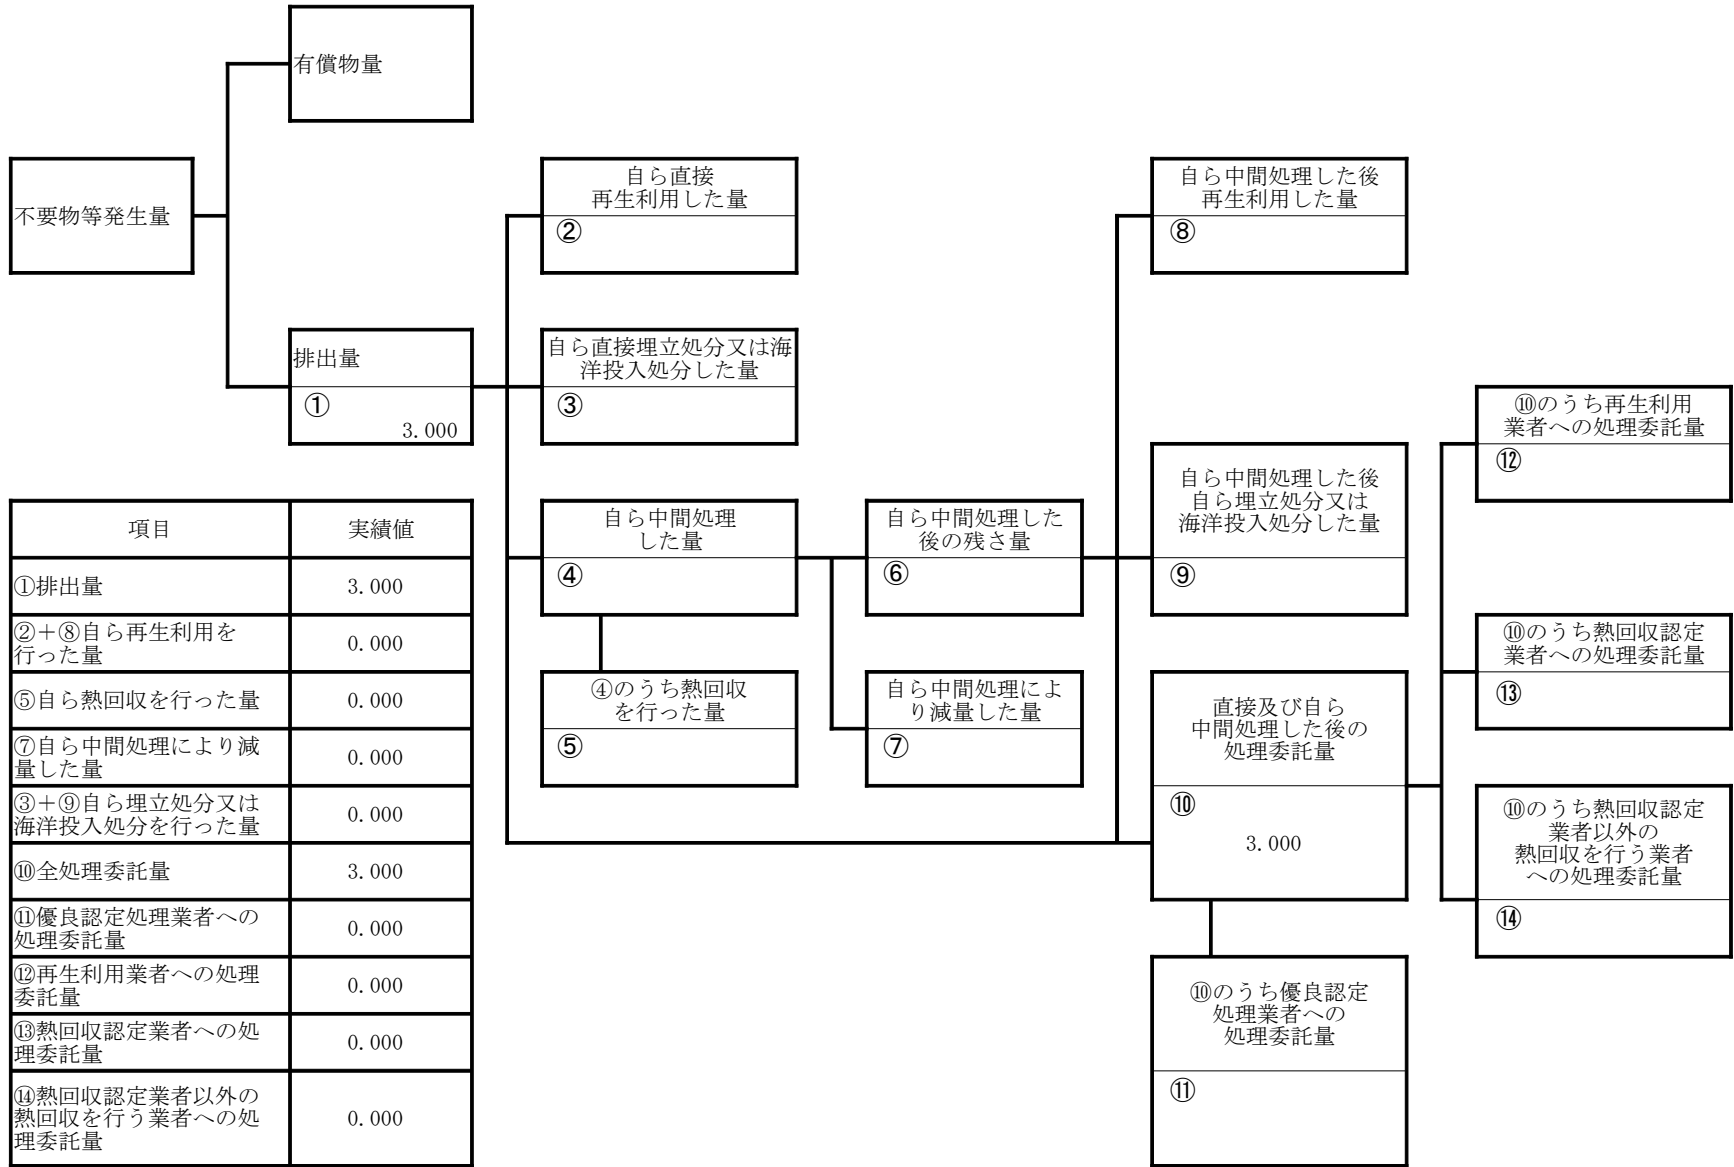 有償物量
不要物等発生量
排出量
①
3.000
自ら直接
再生利用した量
②
自ら直接埋立処分又は海
洋投入処分した量
③
自ら中間処理
した量
④
④のうち熱回収
を行った量
⑤
自ら中間処理した
後の残さ量
⑥
自ら中間処理によ
り減量した量
⑦
自ら中間処理した後
再生利用した量
⑧
自ら中間処理した後
自ら埋立処分又は
海洋投入処分した量
⑨
直接及び自ら
中間処理した後の
処理委託量
⑩
3.000
⑩のうち優良認定
処理業者への
処理委託量
⑪
⑩のうち再生利用
業者への処理委託量
⑫
⑩のうち熱回収認定
業者への処理委託量
⑬
⑩のうち熱回収認定
業者以外の
熱回収を行う業者
への処理委託量
⑭
項目 実績値
①排出量 3.000
②+⑧自ら再生利用を
行った量 0.000
⑤自ら熱回収を行った量 0.000
⑦自ら中間処理により減
量した量 0.000
③+⑨自ら埋立処分又は
海洋投入処分を行った量 0.000
⑩全処理委託量 3.000
⑪優良認定処理業者への
処理委託量 0.000
⑫再生利用業者への処理
委託量 0.000
⑬熱回収認定業者への処
理委託量 0.000
⑭熱回収認定業者以外の
熱回収を行う業者への処
理委託量 0.000